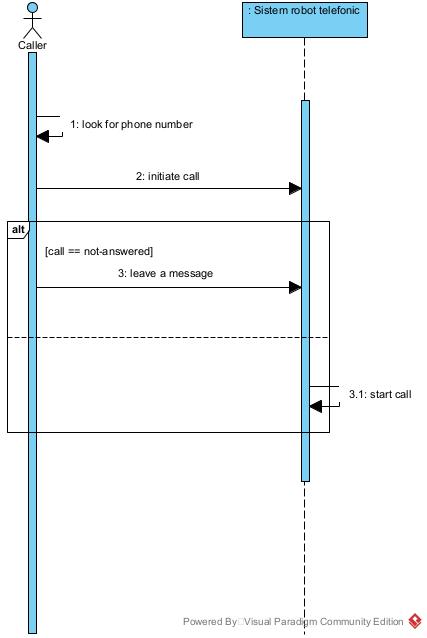 : Sistem robot telefonic
Caller
1: look for phone number
2: initiate call
alt
[call == not-answered]
3: leave a message
3.1: start call
Powered By Visual Paradigm Community Edition